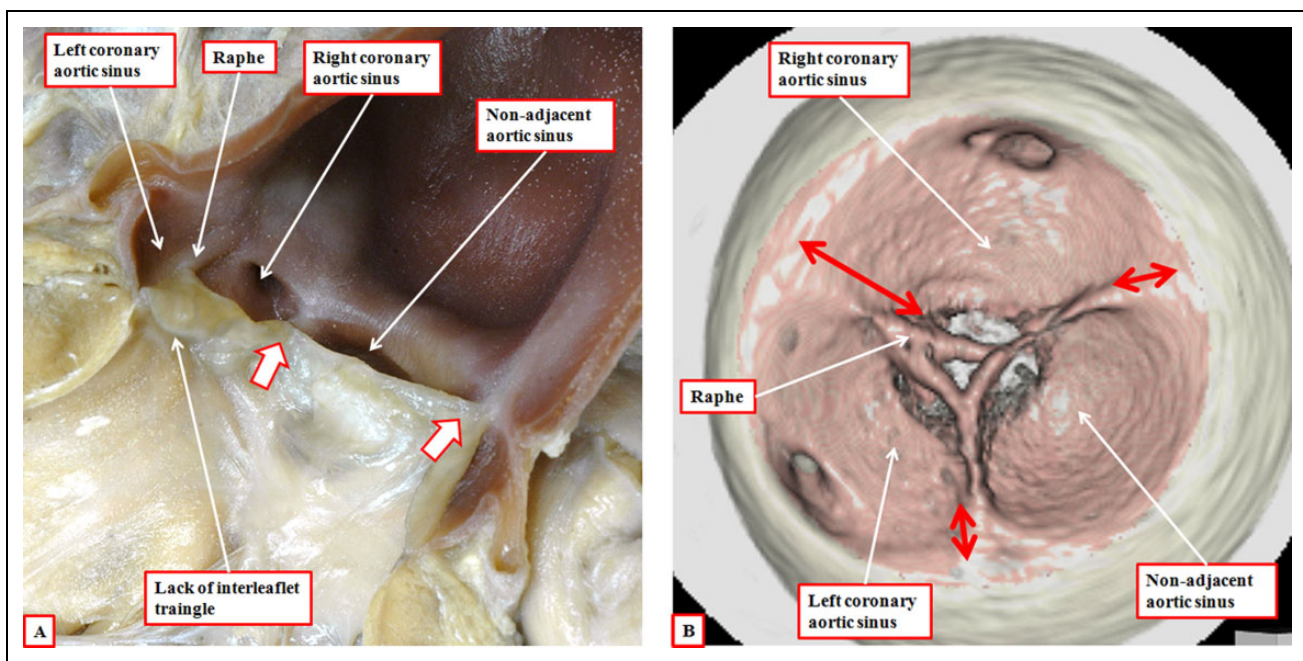 Left coronary
aortic sinus
Raphe
Right coronary
aortic sinus
Non-adjacent
aortic sinus
Lack of interleaflet
traingle
A
Right coronary
aortic sinus
Raphe
Left coronary
aortic sinus
Non-adjacent
aortic sinus
B